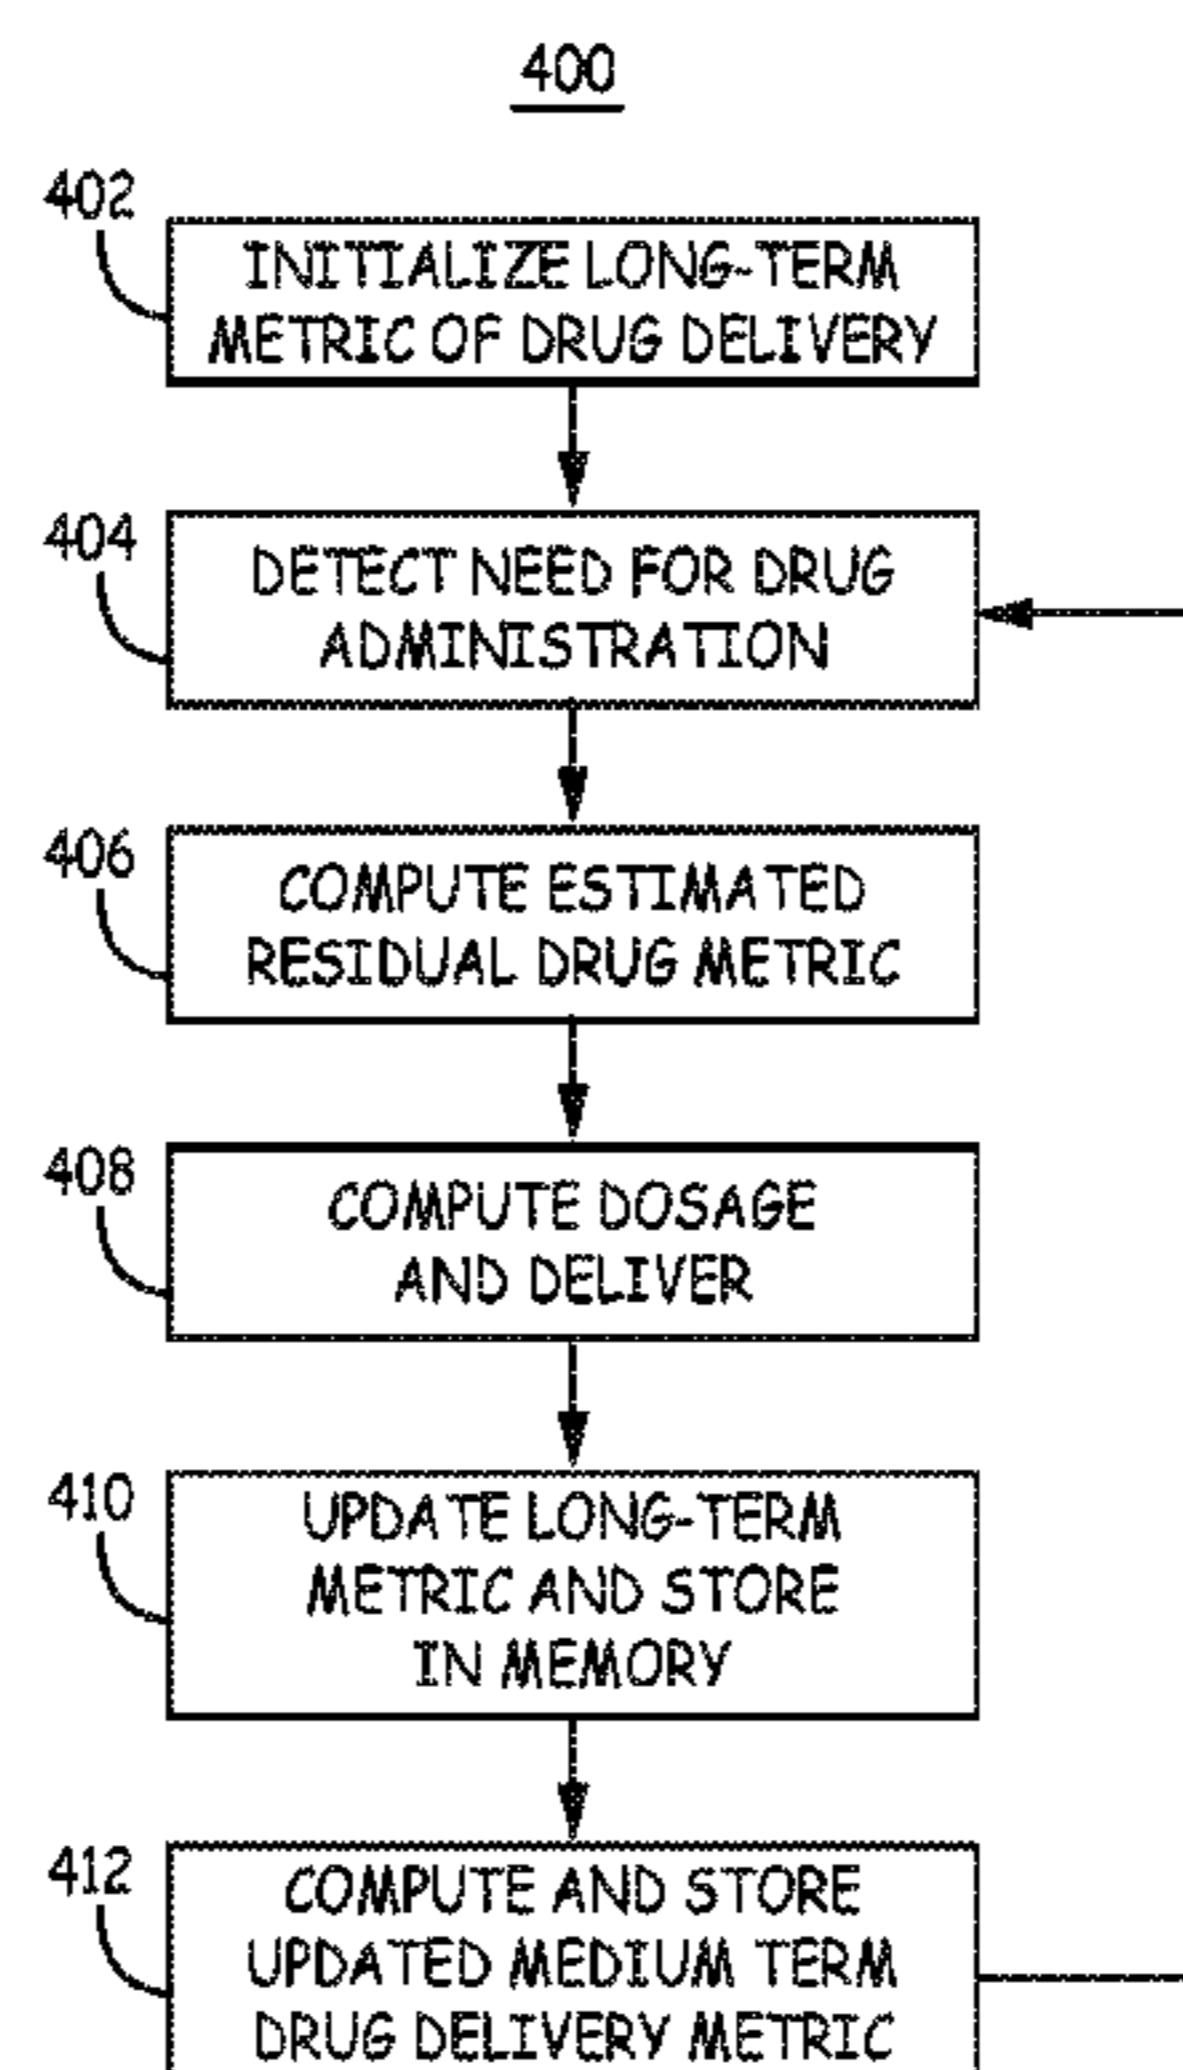 400
402
INITIALIZE LONG-TERM
METRIC OF DRUG DELIVERY
404
DETECT NEED FOR DRUG
ADMINISTRATION
406
COMPUTE ESTIMATED
RESIDUAL DRUG METRIC
408
COMPUTE DOSAGE
AND DELIVER
410
UPDATE LONG-TERM
METRIC AND STORE
IN MEMORY
412
COMPUTE AND STORE
UPDATED MEDIUM TERM
DRUG DELIVERY METRIC